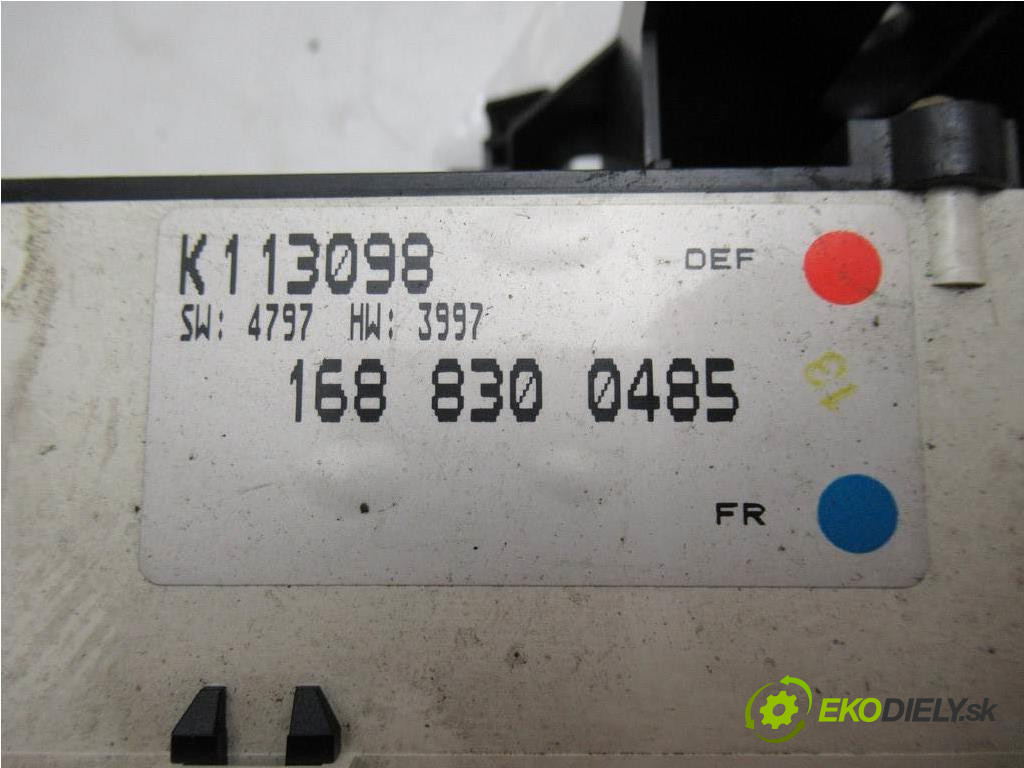 K113098
DEF
SW: 4797 HW: 3997
168 830 0485
13
FR
EKODIELY.sk